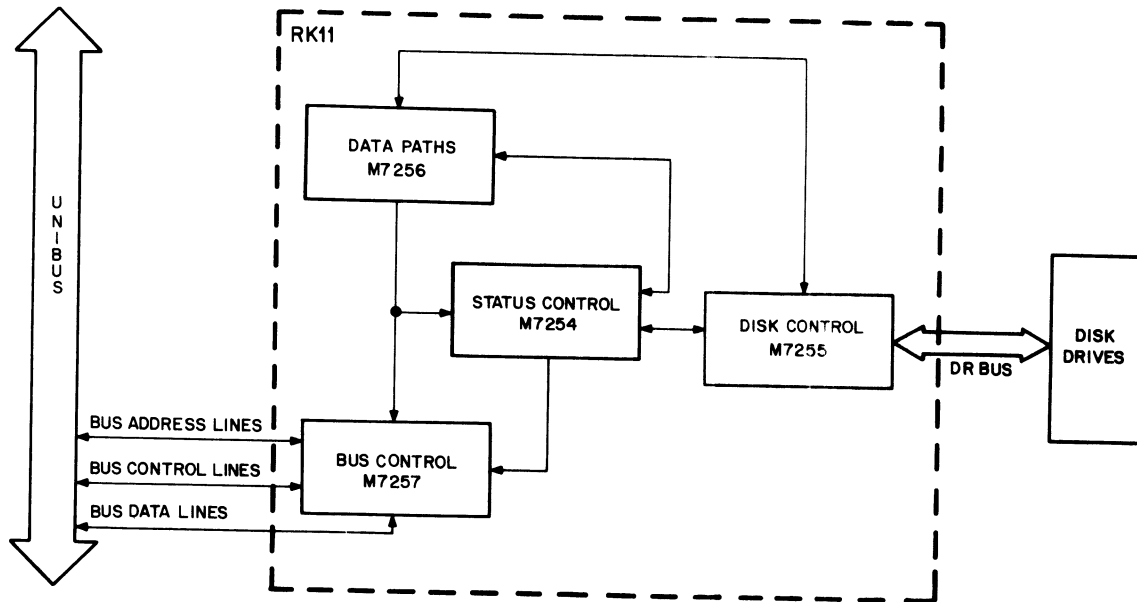 RK11
UNIBUS
DATA PATHS
M7256
STATUS CONTROL
M7254
DISK CONTROL
M7255
DR BUS
DISK
DRIVES
BUS ADDRESS LINES
BUS CONTROL LINES
BUS DATA LINES
BUS CONTROL
M7257